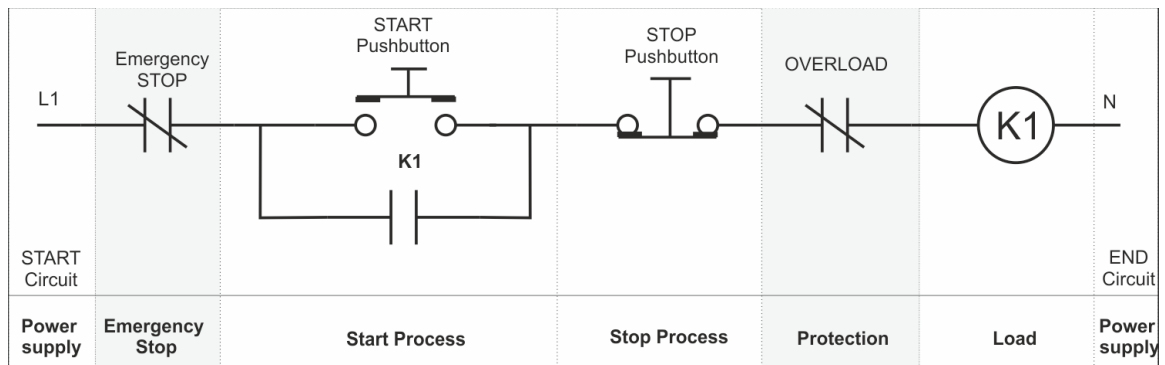 START
Pushbutton
STOP
Pushbutton
Emergency
STOP
OVERLOAD
L1
N
K1
K1
START
Circuit
END
Circuit
Power
supply
Emergency
Stop
Start Process
Stop Process
Protection
Load
Power
supply